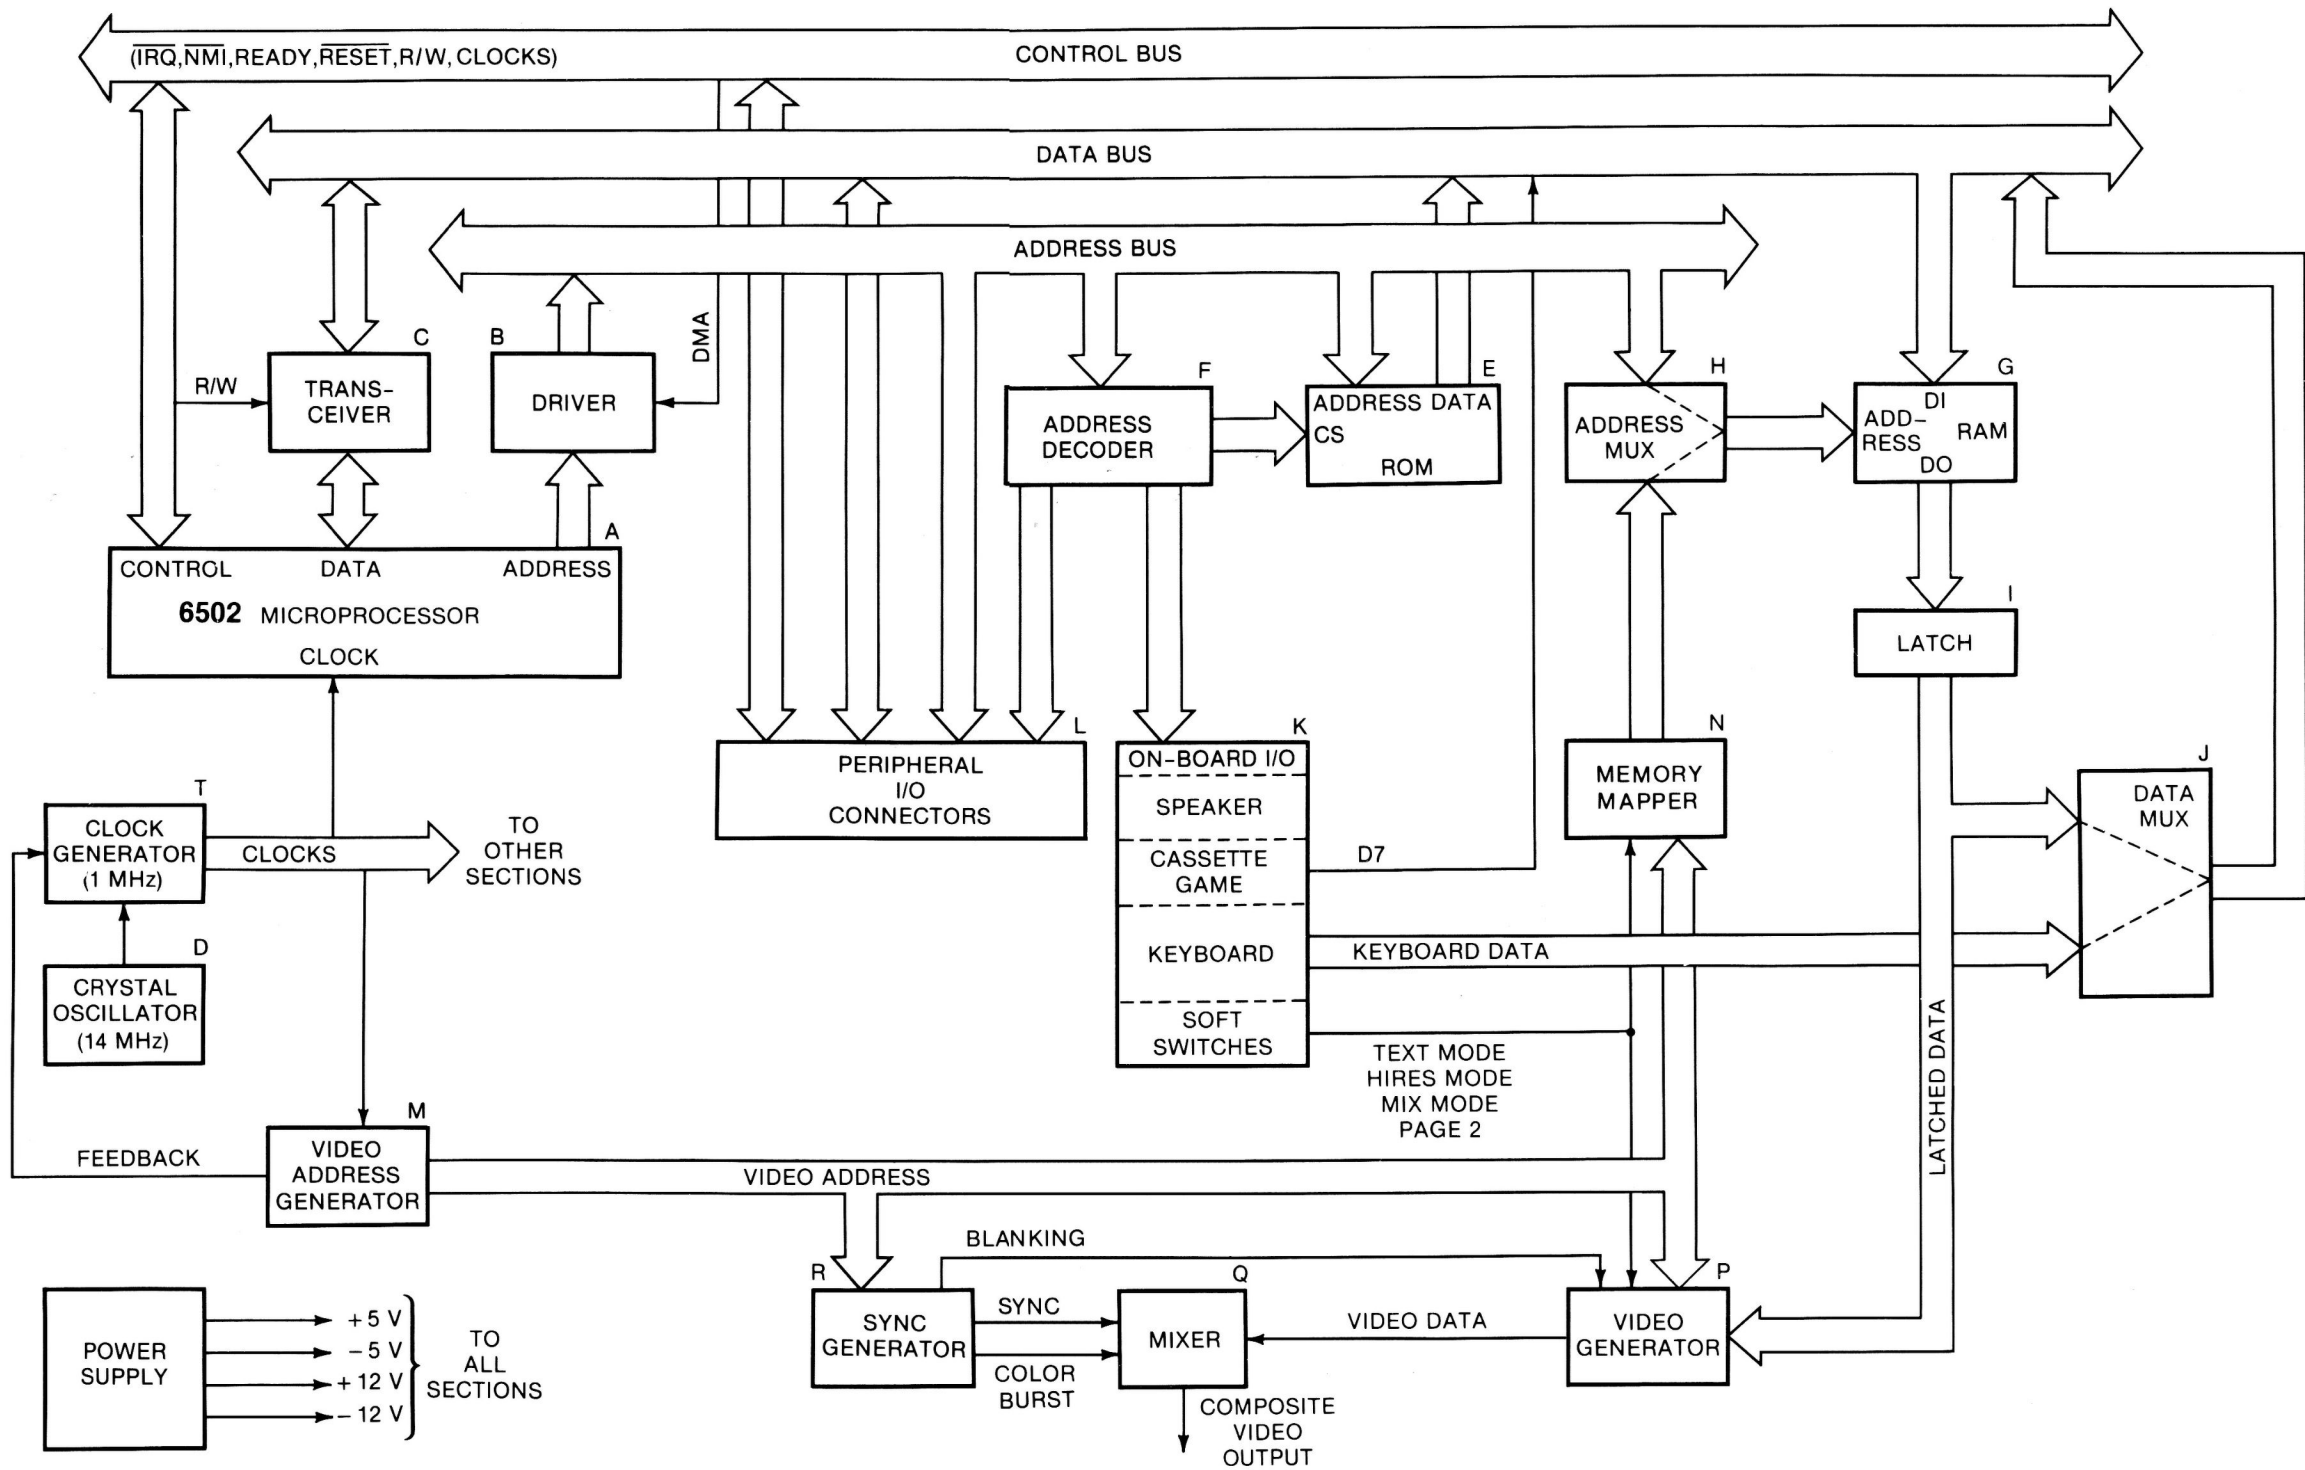 (IRQ,NMI,READY,RESET,R/W,CLOCKS)
CONTROL BUS
DATA BUS
ADDRESS BUS
DMA
C
B
R/W
TRANS-
CEIVER
DRIVER
F
ADDRESS
DECODER
E
ADDRESS DATA
CS
ROM
H
ADDRESS
MUX
G
DI
ADD-
RESS
RAM
DO
A
CONTROL
DATA
ADDRESS
6502 MICROPROCESSOR
CLOCK
I
LATCH
L
PERIPHERAL
I/O
CONNECTORS
K
ON-BOARD I/O
SPEAKER
CASSETTE
GAME
KEYBOARD
SOFT
SWITCHES
D7
KEYBOARD DATA
TEXT MODE
HIRES MODE
MIX MODE
PAGE 2
N
MEMORY
MAPPER
J
DATA
MUX
LATCHED DATA
T
CLOCK
GENERATOR
(1 MHz)
CLOCKS
TO
OTHER
SECTIONS
D
CRYSTAL
OSCILLATOR
(14 MHz)
M
VIDEO
ADDRESS
GENERATOR
FEEDBACK
VIDEO ADDRESS
BLANKING
R
SYNC
GENERATOR
SYNC
COLOR
BURST
Q
MIXER
VIDEO DATA
P
VIDEO
GENERATOR
COMPOSITE
VIDEO
OUTPUT
POWER
SUPPLY
+5 V
-5 V
+12 V
-12 V
TO
ALL
SECTIONS